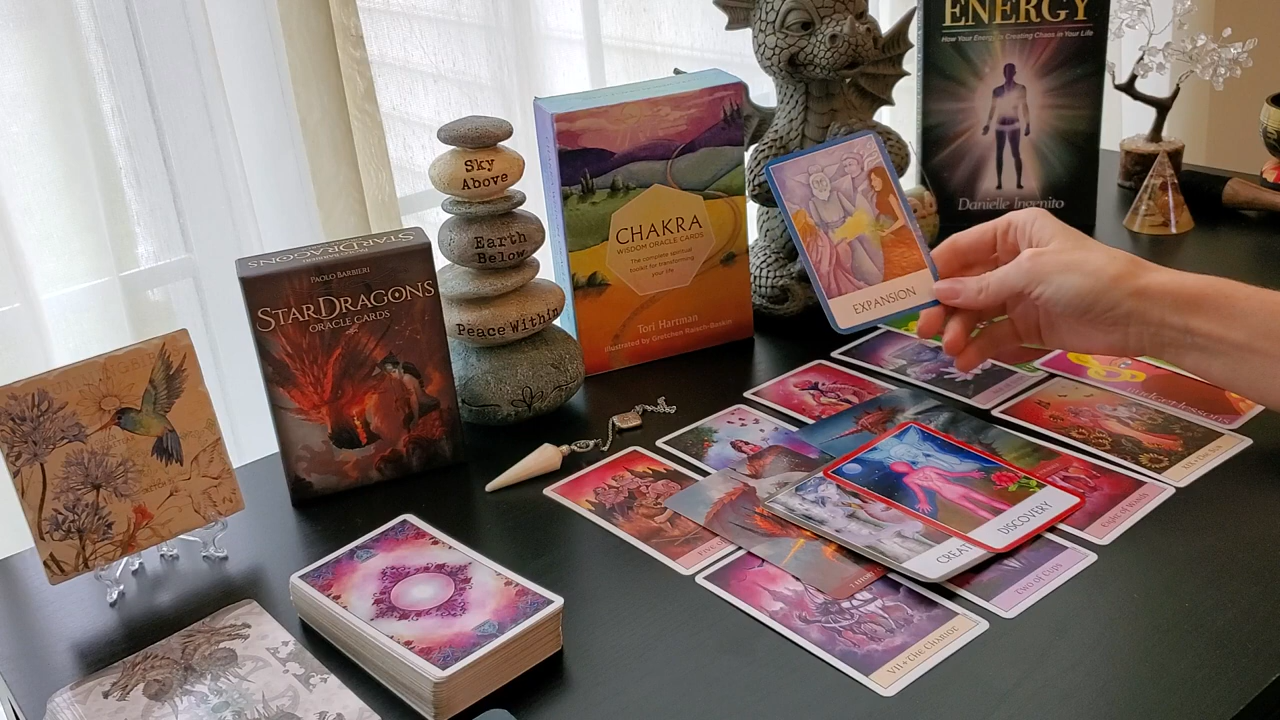 STARDRAGONS
PAOLO BARBIERI
STARDRAGONS
ORACLE CARDS
Sky
Above
Earth
Below
Peace Within
CHAKRA
WISDOM ORACLE CARDS
The complete spiritual
toolkit for transforming
your life
Tori Hartman
Illustrated by Gretchen Raisch-Baskin
EXPANSION
ENERGY
How Your Energy is Creating Chaos in Your Life
Danielle Ingenito
DISCOVERY
CREAT
Five
Eight of Wands
Two of Cups
VII • The Chariot